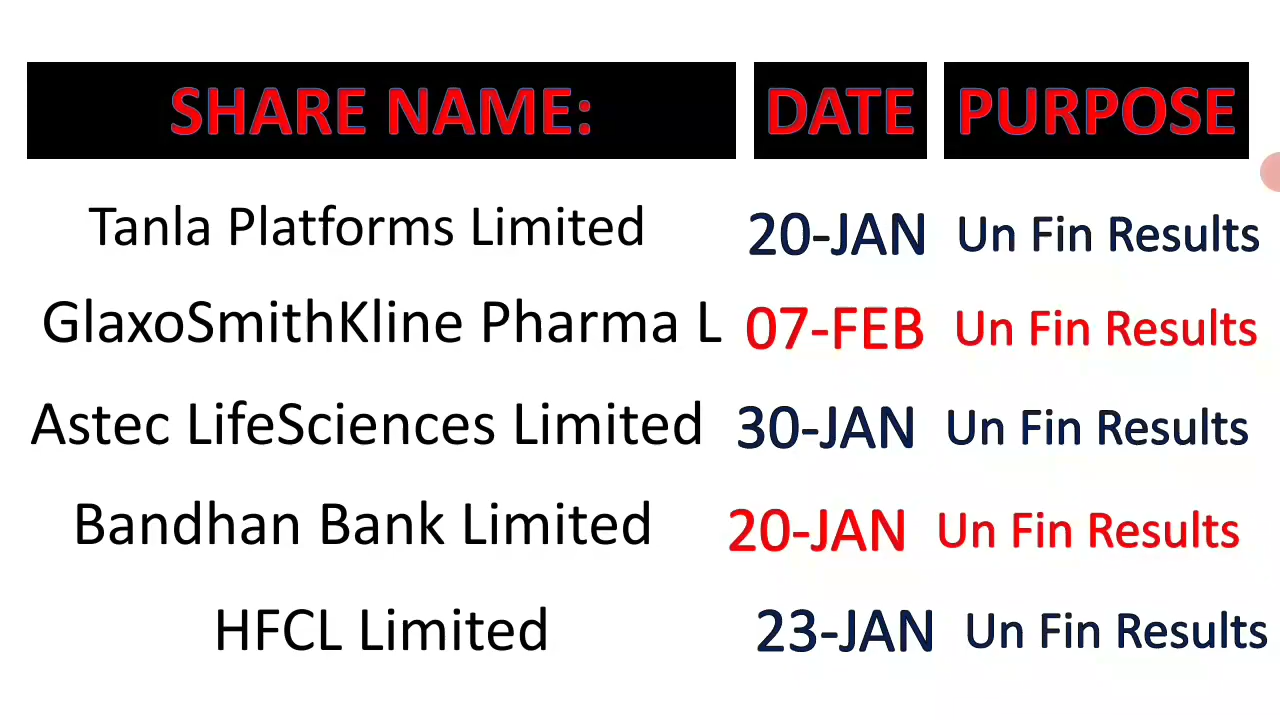 SHARE NAME: DATE PURPOSE
Tanla Platforms Limited 20-JAN Un Fin Results
GlaxoSmithKline Pharma L 07-FEB Un Fin Results
Astec LifeSciences Limited 30-JAN Un Fin Results
Bandhan Bank Limited 20-JAN Un Fin Results
HFCL Limited 23-JAN Un Fin Results